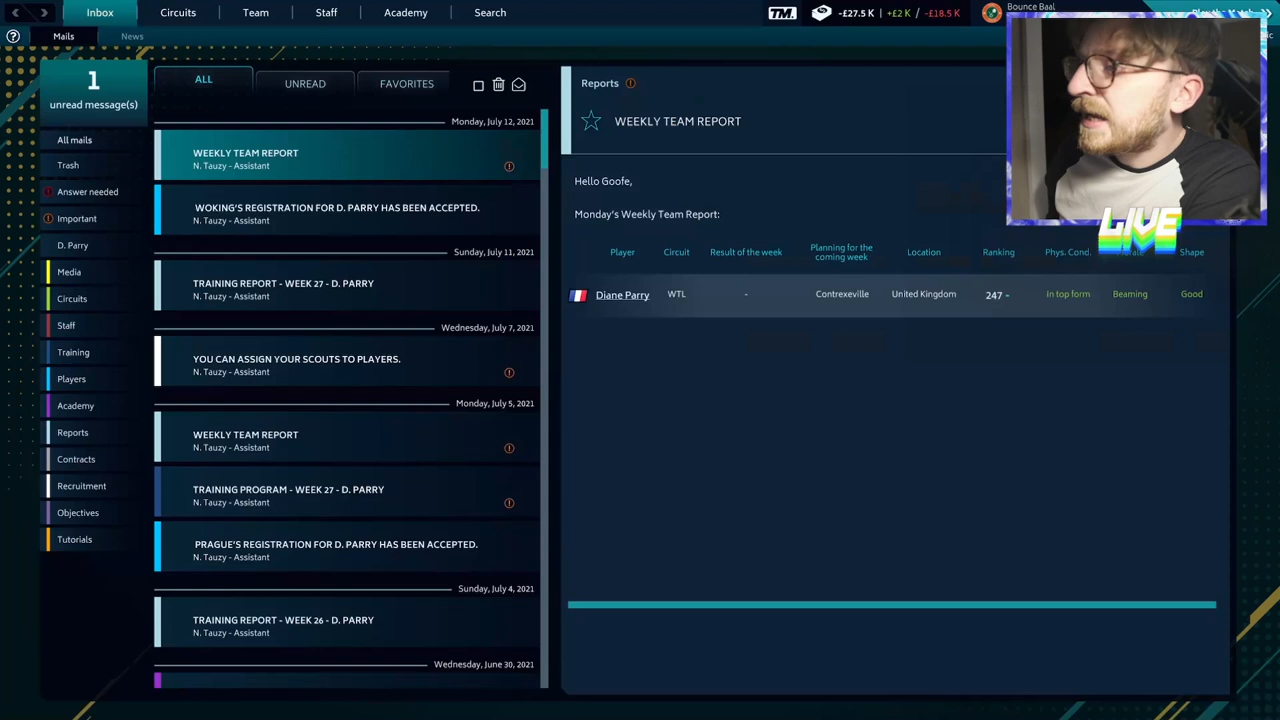 Inbox
Circuits
Team
Staff
Academy
Search
TM.
-£27.5 K | +£2 K / -£18.5 K
Bounce Baal
Mails
News
1
unread message(s)
All mails
Trash
Answer needed
Important
D. Parry
Media
Circuits
Staff
Training
Players
Academy
Reports
Contracts
Recruitment
Objectives
Tutorials
ALL
UNREAD
FAVORITES
Monday, July 12, 2021
WEEKLY TEAM REPORT
N. Tauzy - Assistant
WOKING'S REGISTRATION FOR D. PARRY HAS BEEN ACCEPTED.
N. Tauzy - Assistant
Sunday, July 11, 2021
TRAINING REPORT - WEEK 27 - D. PARRY
N. Tauzy - Assistant
Wednesday, July 7, 2021
YOU CAN ASSIGN YOUR SCOUTS TO PLAYERS.
N. Tauzy - Assistant
Monday, July 5, 2021
WEEKLY TEAM REPORT
N. Tauzy - Assistant
TRAINING PROGRAM - WEEK 27 - D. PARRY
N. Tauzy - Assistant
PRAGUE'S REGISTRATION FOR D. PARRY HAS BEEN ACCEPTED.
N. Tauzy - Assistant
Sunday, July 4, 2021
TRAINING REPORT - WEEK 26 - D. PARRY
N. Tauzy - Assistant
Wednesday, June 30, 2021
Reports
WEEKLY TEAM REPORT
Hello Goofe,
Monday's Weekly Team Report:
LIVE
Player Circuit Result of the week Planning for the coming week Location Ranking Phys. Cond. Shape
Diane Parry WTL - Contrexeville United Kingdom 247 - In top form Beaming Good